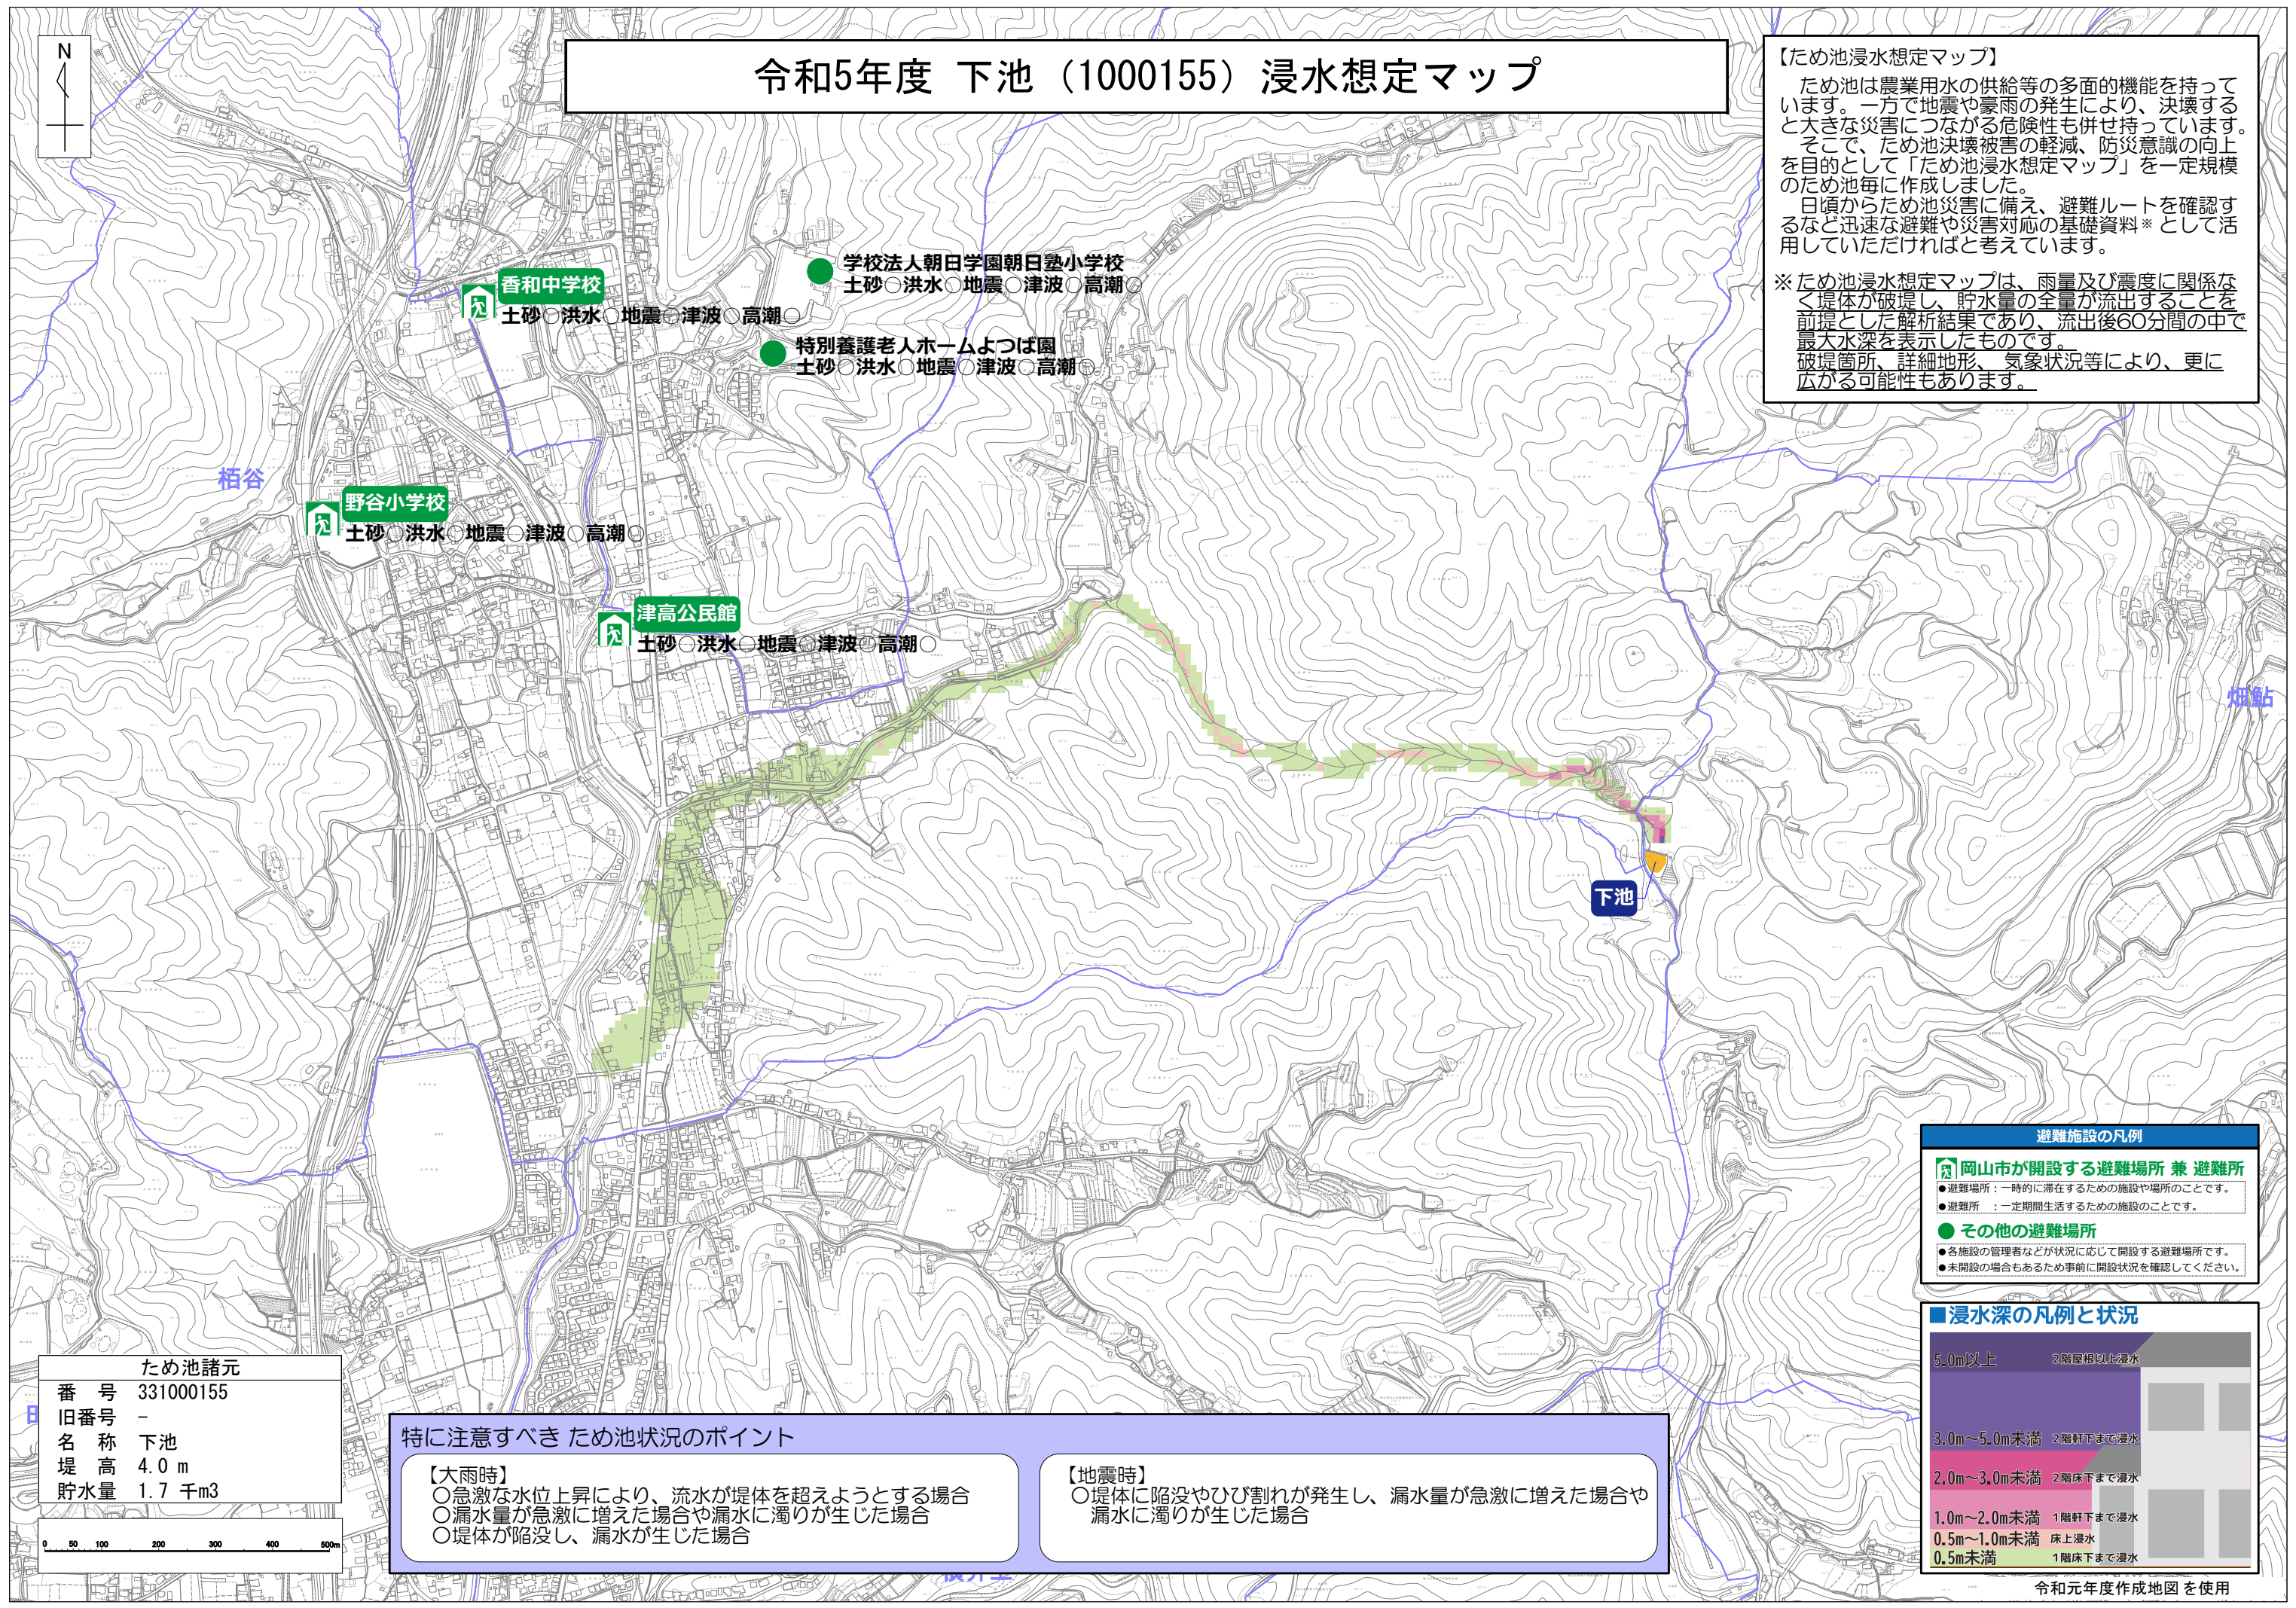 N
令和5年度 下池（1000155）浸水想定マップ
【ため池浸水想定マップ】
ため池は農業用水の供給等の多面的機能を持って
います。一方で地震や豪雨の発生により、決壊する
と大きな災害につながる危険性も併せ持っています。
そこで、ため池決壊被害の軽減、防災意識の向上
を目的として「ため池浸水想定マップ」を一定規模
のため池毎に作成しました。
日頃からため池災害に備え、避難ルートを確認す
るなど迅速な避難や災害対応の基礎資料※として活
用していただければと考えています。
※ため池浸水想定マップは、雨量及び震度に関係な
く堤体が破堤し、貯水量の全量が流出することを
前提とした解析結果であり、流出後60分間の中で
最大水深を表示したものです。
破堤箇所、詳細地形、気象状況等により、更に
広がる可能性もあります。
学校法人朝日学園朝日塾小学校
土砂○洪水○地震○津波○高潮○
香和中学校
土砂○洪水○地震○津波○高潮○
特別養護老人ホームよつば園
土砂○洪水○地震○津波○高潮○
栢谷
野谷小学校
土砂○洪水○地震○津波○高潮○
津高公民館
土砂○洪水○地震○津波○高潮○
畑鮎
下池
避難施設の凡例
岡山市が開設する避難場所 兼 避難所
●避難場所：一時的に滞在するための施設や場所のことです。
●避難所　：一定期間生活するための施設のことです。
● その他の避難場所
●各施設の管理者などが状況に応じて開設する避難場所です。
●未開設の場合もあるため事前に開設状況を確認してください。
■浸水深の凡例と状況
5.0m以上 2階屋根以上浸水
3.0m～5.0m未満 2階軒下まで浸水
2.0m～3.0m未満 2階床下まで浸水
1.0m～2.0m未満 1階軒下まで浸水
0.5m～1.0m未満 床上浸水
0.5m未満 1階床下まで浸水
令和元年度作成地図を使用
ため池諸元
番 号 331000155
旧番号 -
名 称 下池
堤 高 4.0 m
貯水量 1.7 千m3
0 50 100 200 300 400 500m
特に注意すべき ため池状況のポイント
【大雨時】
○急激な水位上昇により、流水が堤体を超えようとする場合
○漏水量が急激に増えた場合や漏水に濁りが生じた場合
○堤体が陥没し、漏水が生じた場合
【地震時】
○堤体に陥没やひび割れが発生し、漏水量が急激に増えた場合や
漏水に濁りが生じた場合